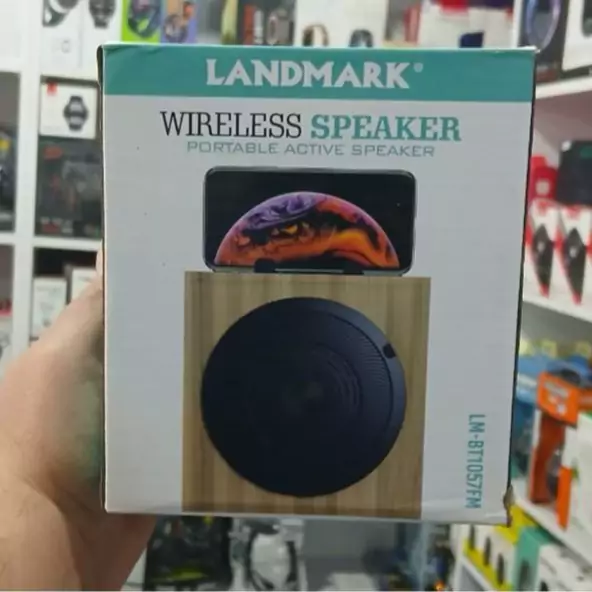 LANDMARK®
WIRELESS SPEAKER
PORTABLE ACTIVE SPEAKER
LM-BT1057FM